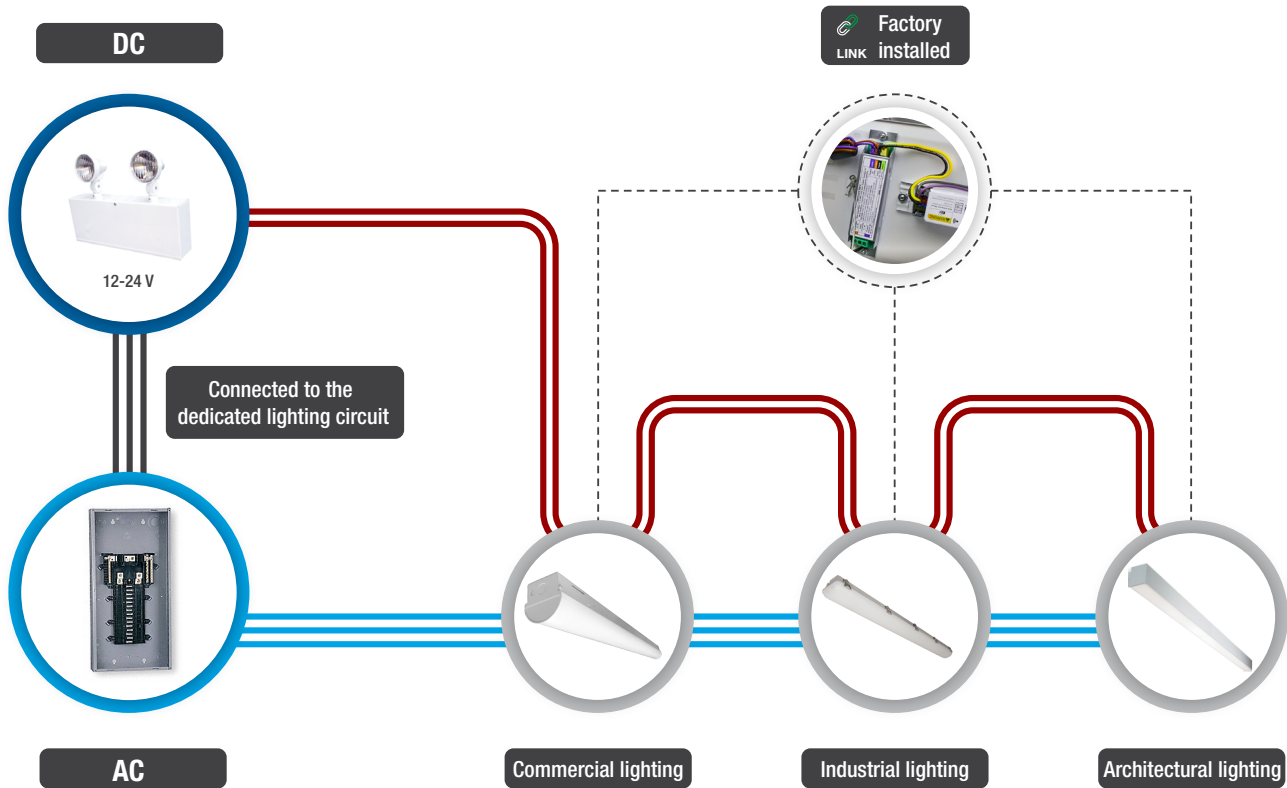 DC
Factory
LINK installed
12-24 V
Connected to the
dedicated lighting circuit
AC
Commercial lighting
Industrial lighting
Architectural lighting